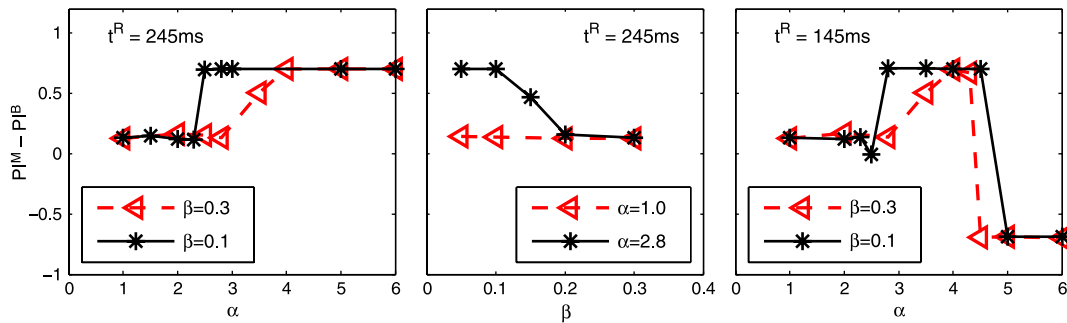 t^R = 245ms
t^R = 245ms
t^R = 145ms
PI^M − PI^B
1
0.5
0
−0.5
−1
β=0.3
β=0.1
α=1.0
α=2.8
β=0.3
β=0.1
0 1 2 3 4 5 6
0 0.1 0.2 0.3 0.4
0 1 2 3 4 5 6
α
β
α